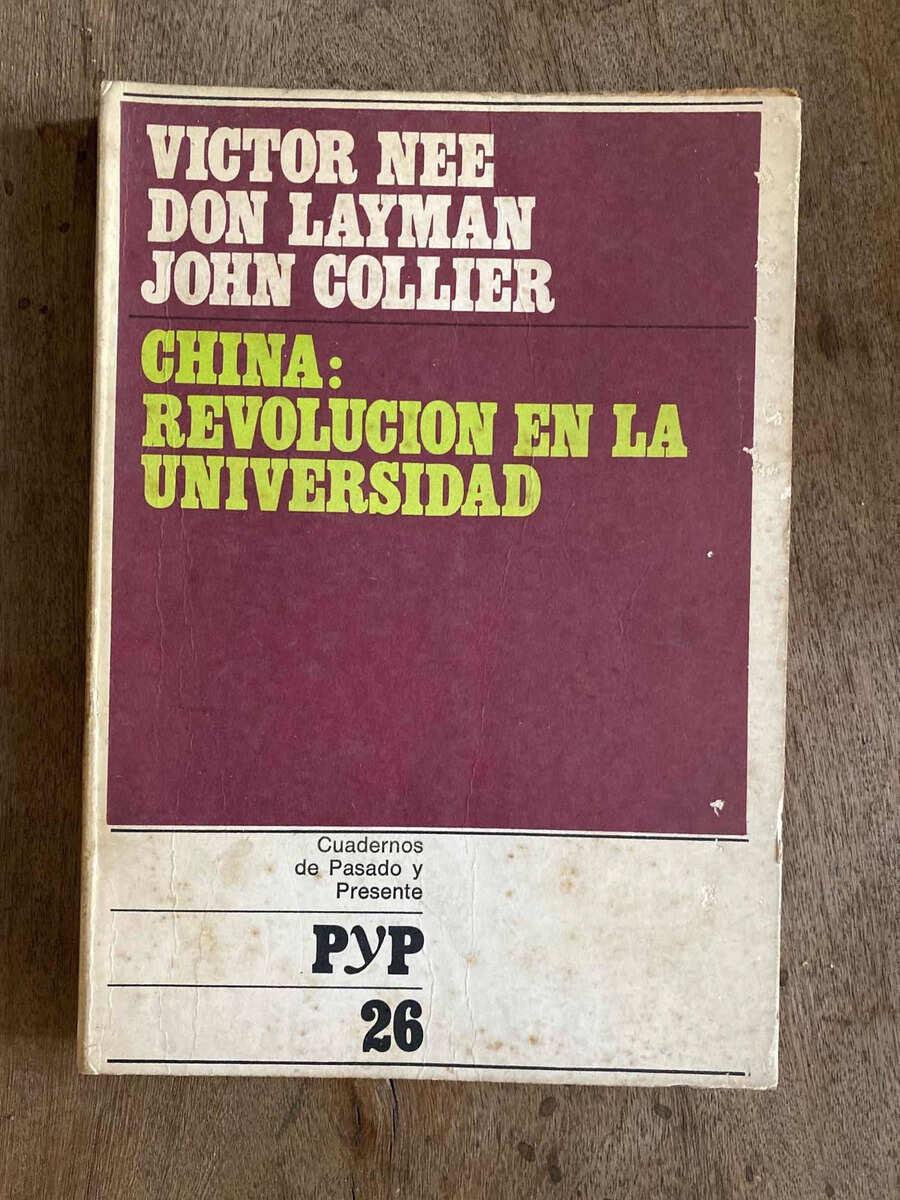 VICTOR NEE
DON LAYMAN
JOHN COLLIER
CHINA:
REVOLUCION EN LA
UNIVERSIDAD
Cuadernos
de Pasado y
Presente
PyP
26